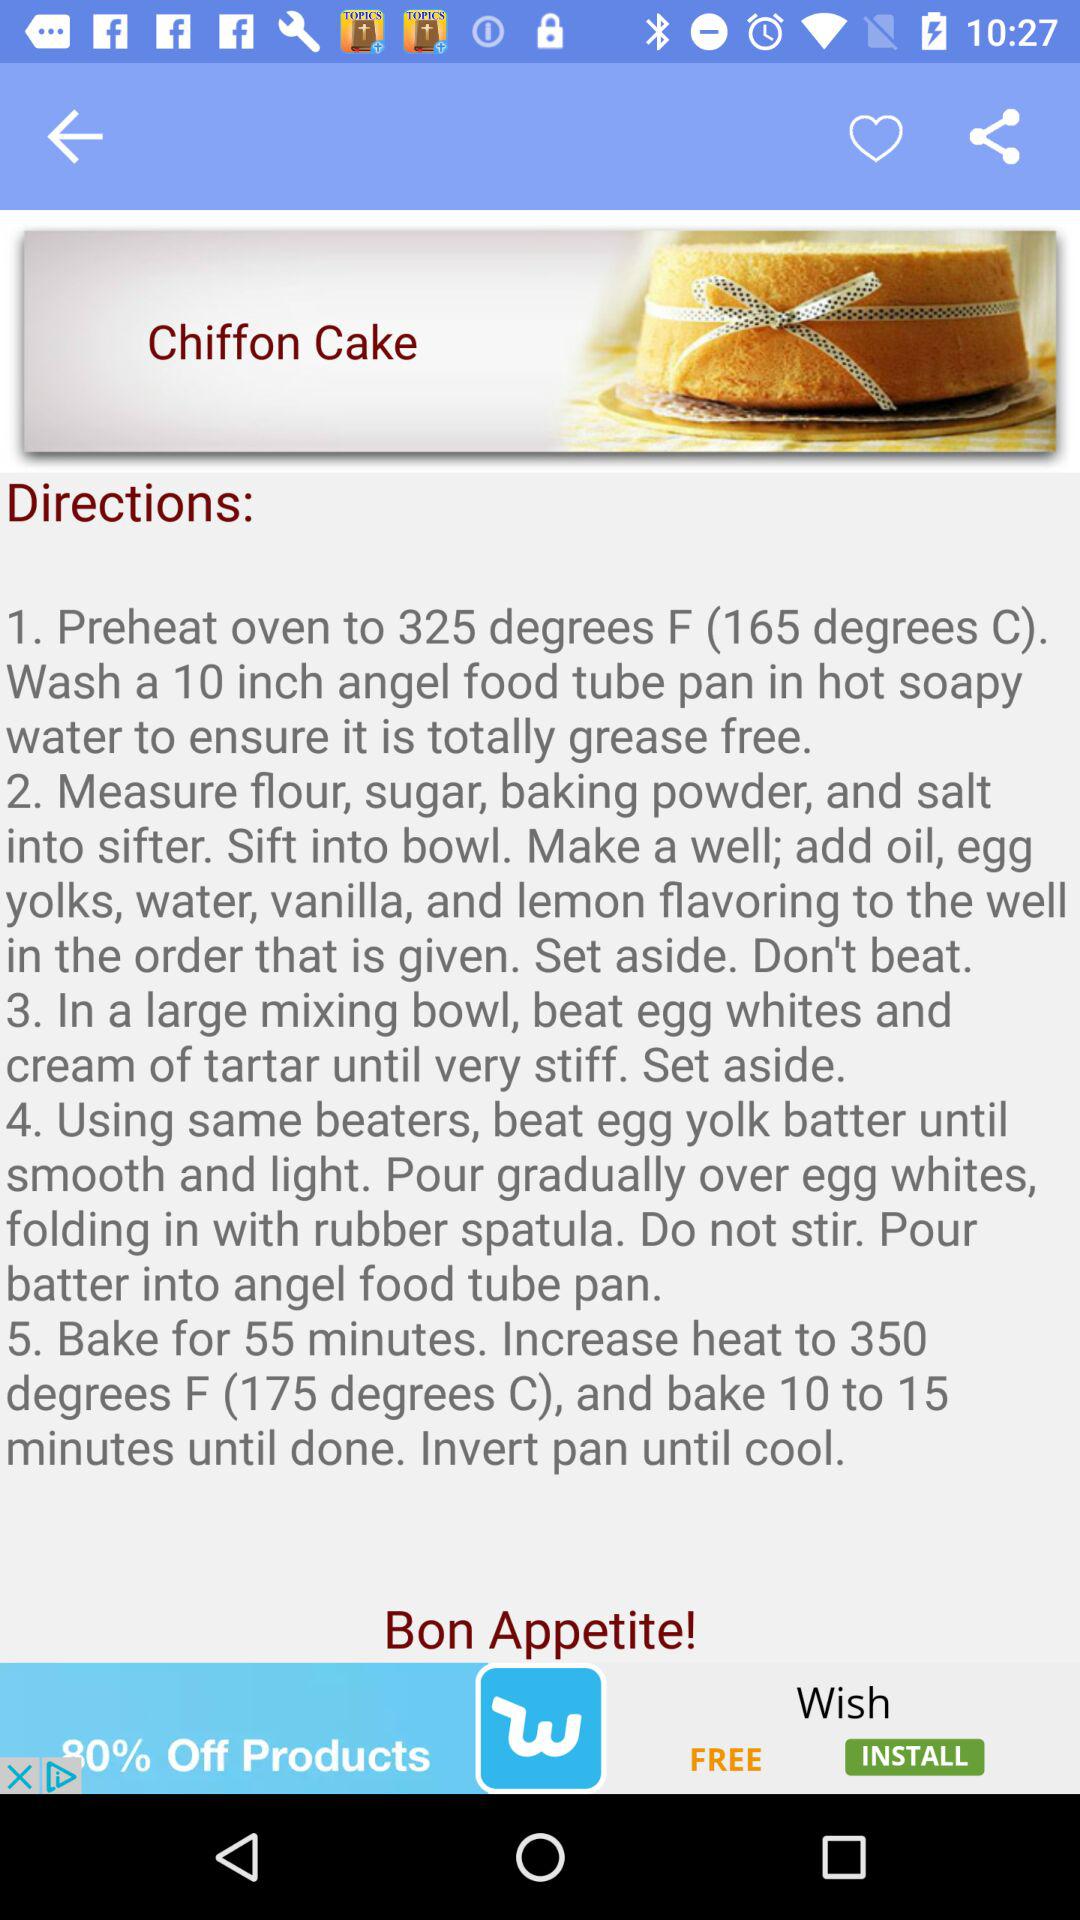 TOPICS TOPICS 10:27
Chiffon Cake
Directions:
1. Preheat oven to 325 degrees F (165 degrees C).
Wash a 10 inch angel food tube pan in hot soapy
water to ensure it is totally grease free.
2. Measure flour, sugar, baking powder, and salt
into sifter. Sift into bowl. Make a well; add oil, egg
yolks, water, vanilla, and lemon flavoring to the well
in the order that is given. Set aside. Don't beat.
3. In a large mixing bowl, beat egg whites and
cream of tartar until very stiff. Set aside.
4. Using same beaters, beat egg yolk batter until
smooth and light. Pour gradually over egg whites,
folding in with rubber spatula. Do not stir. Pour
batter into angel food tube pan.
5. Bake for 55 minutes. Increase heat to 350
degrees F (175 degrees C), and bake 10 to 15
minutes until done. Invert pan until cool.
Bon Appetite!
80% Off Products
Wish
FREE INSTALL